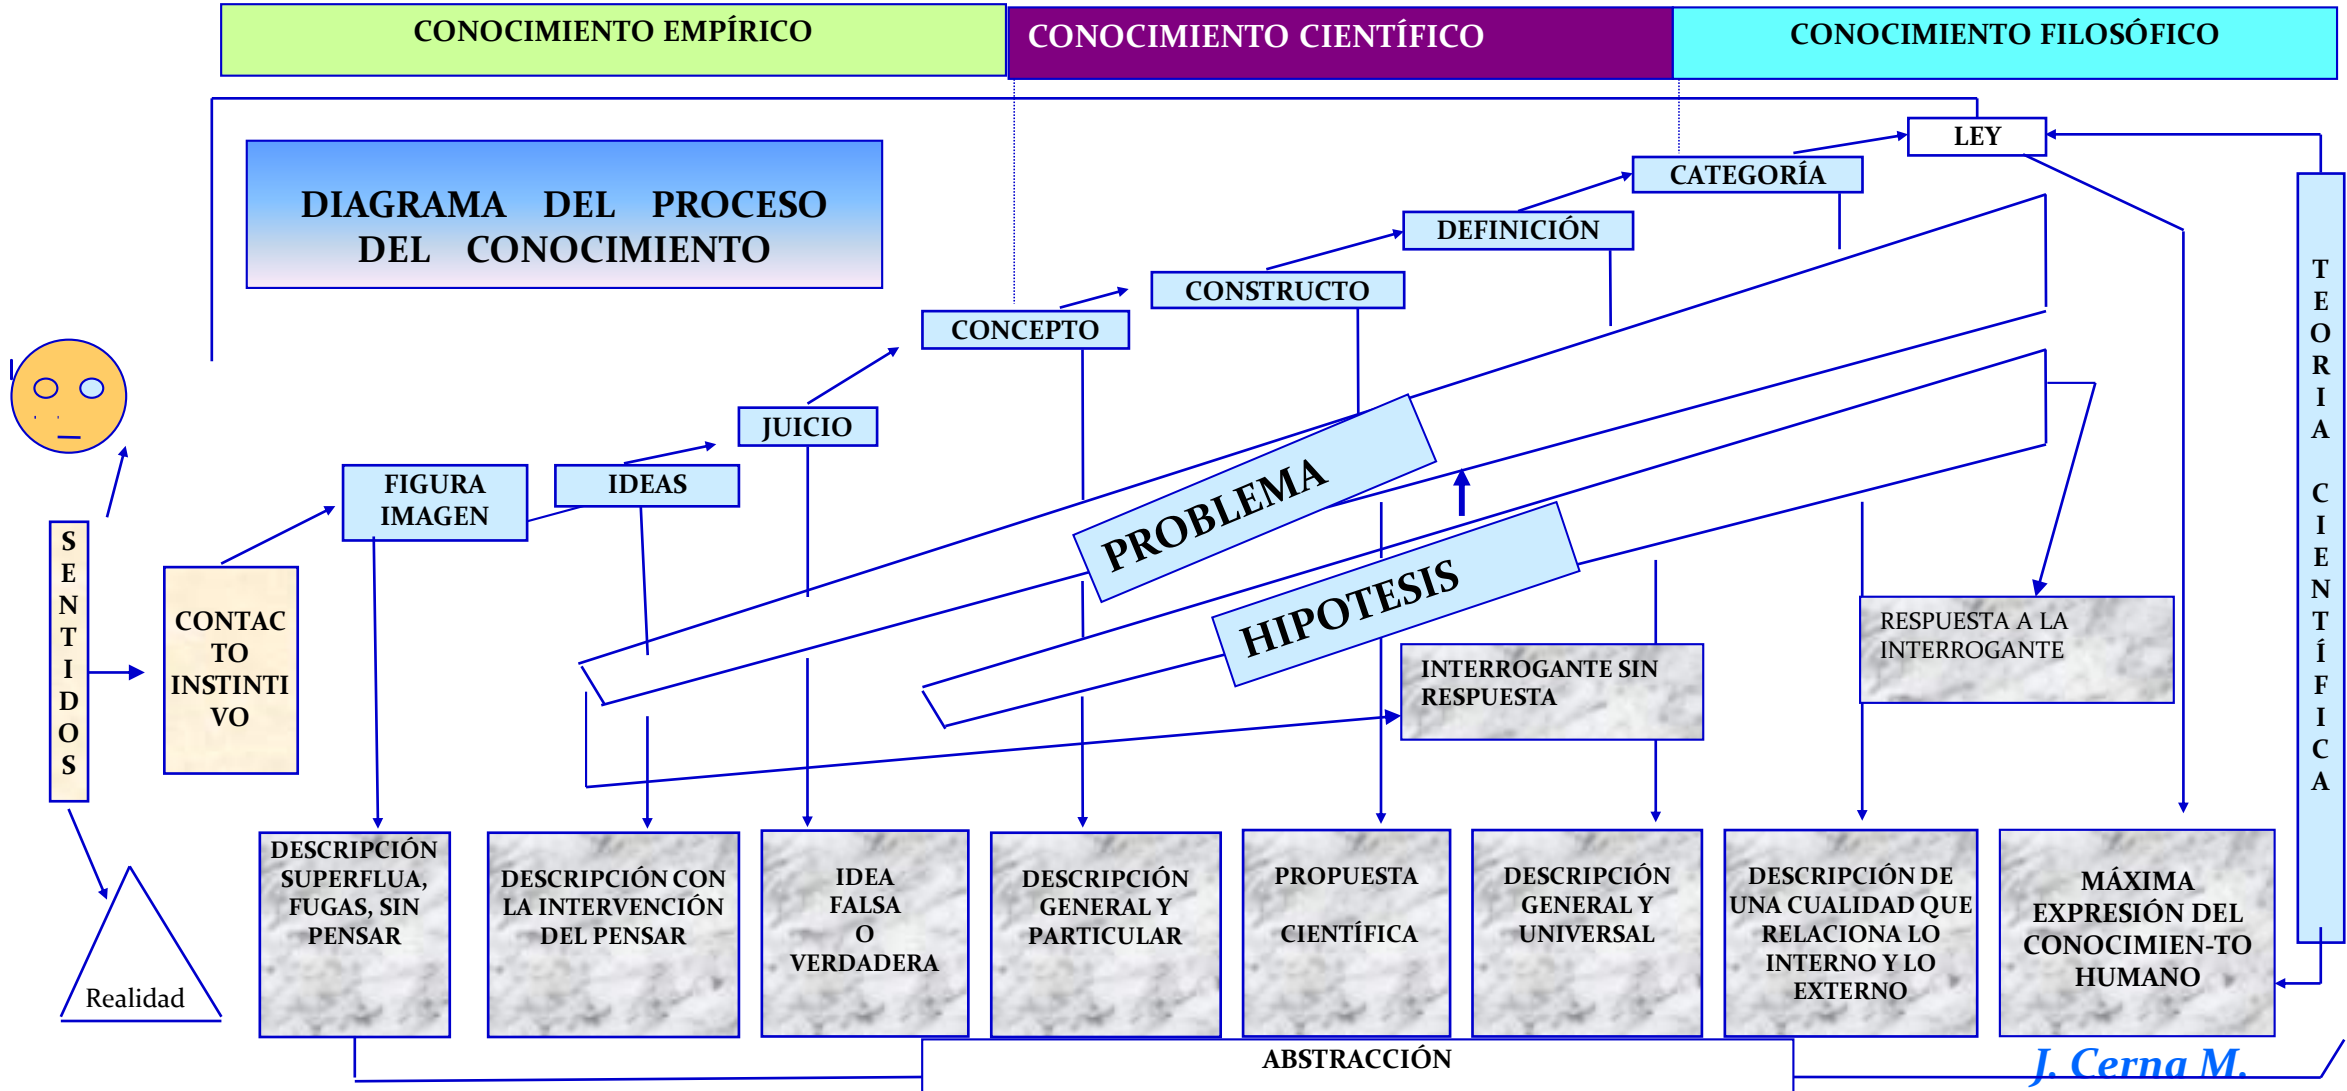 CONOCIMIENTO EMPÍRICO
CONOCIMIENTO CIENTÍFICO
CONOCIMIENTO FILOSÓFICO
DIAGRAMA DEL PROCESO
DEL CONOCIMIENTO
LEY
CATEGORÍA
DEFINICIÓN
CONSTRUCTO
CONCEPTO
JUICIO
IDEAS
FIGURA
IMAGEN
SENTIDOS
CONTAC
TO
INSTINTI
VO
Realidad
PROBLEMA
HIPOTESIS
INTERROGANTE SIN
RESPUESTA
RESPUESTA A LA
INTERROGANTE
TEORIA CIENTÍFICA
DESCRIPCIÓN
SUPERFLUA,
FUGAS, SIN
PENSAR
DESCRIPCIÓN CON
LA INTERVENCIÓN
DEL PENSAR
IDEA
FALSA
O
VERDADERA
DESCRIPCIÓN
GENERAL Y
PARTICULAR
PROPUESTA
CIENTÍFICA
DESCRIPCIÓN
GENERAL Y
UNIVERSAL
DESCRIPCIÓN DE
UNA CUALIDAD QUE
RELACIONA LO
INTERNO Y LO
EXTERNO
MÁXIMA
EXPRESIÓN DEL
CONOCIMIEN-TO
HUMANO
ABSTRACCIÓN
J. Cerna M.